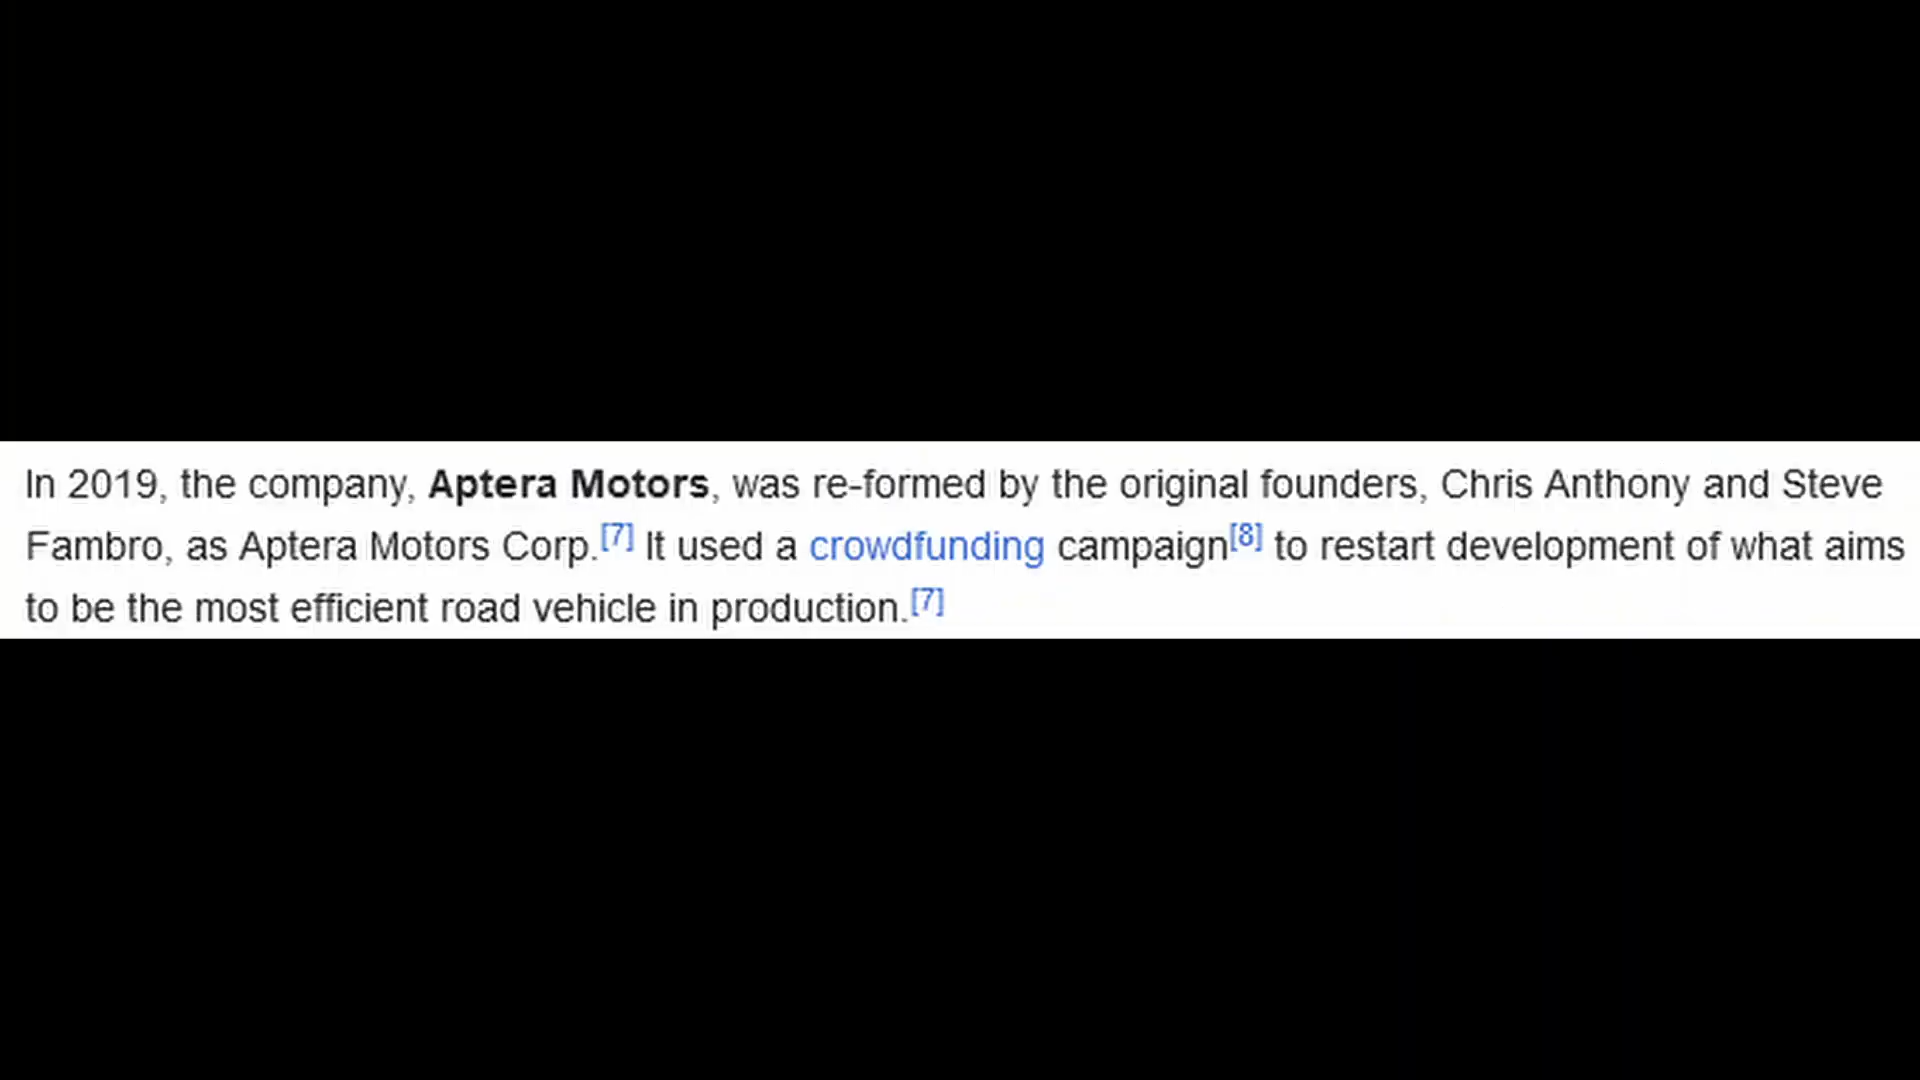 In 2019, the company, Aptera Motors, was re-formed by the original founders, Chris Anthony and Steve
Fambro, as Aptera Motors Corp.[7] It used a crowdfunding campaign[8] to restart development of what aims
to be the most efficient road vehicle in production.[7]